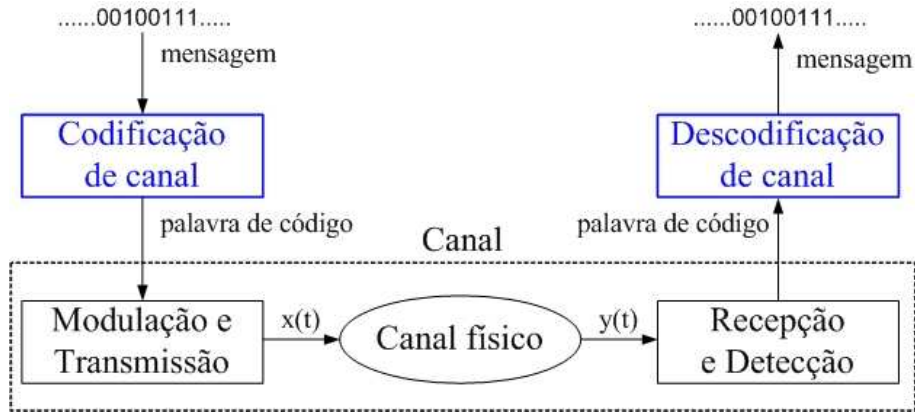 ......00100111.....
mensagem
Codificação
de canal
palavra de código
Canal
Modulação e
Transmissão
x(t)
Canal físico
y(t)
Recepção
e Detecção
palavra de código
Descodificação
de canal
mensagem
......00100111.....